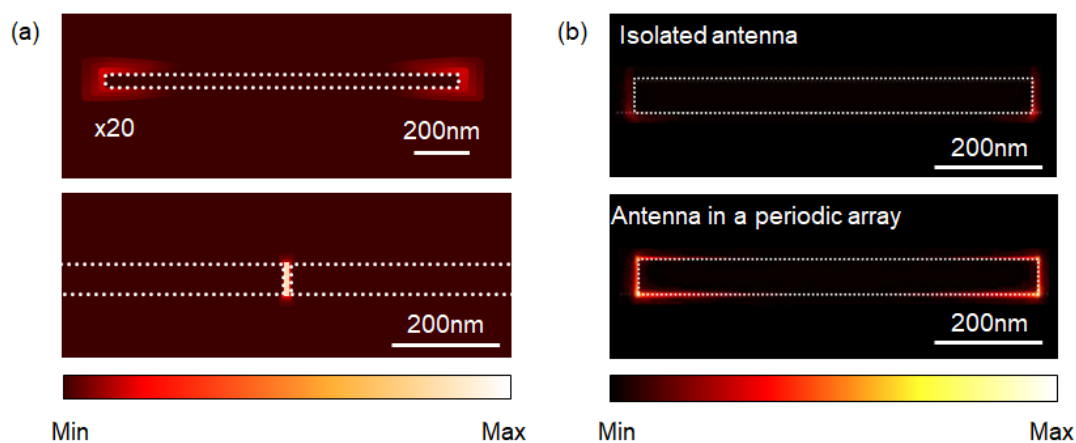 (a)
x20
200nm
200nm
Min
Max
(b)
Isolated antenna
200nm
Antenna in a periodic array
200nm
Min
Max